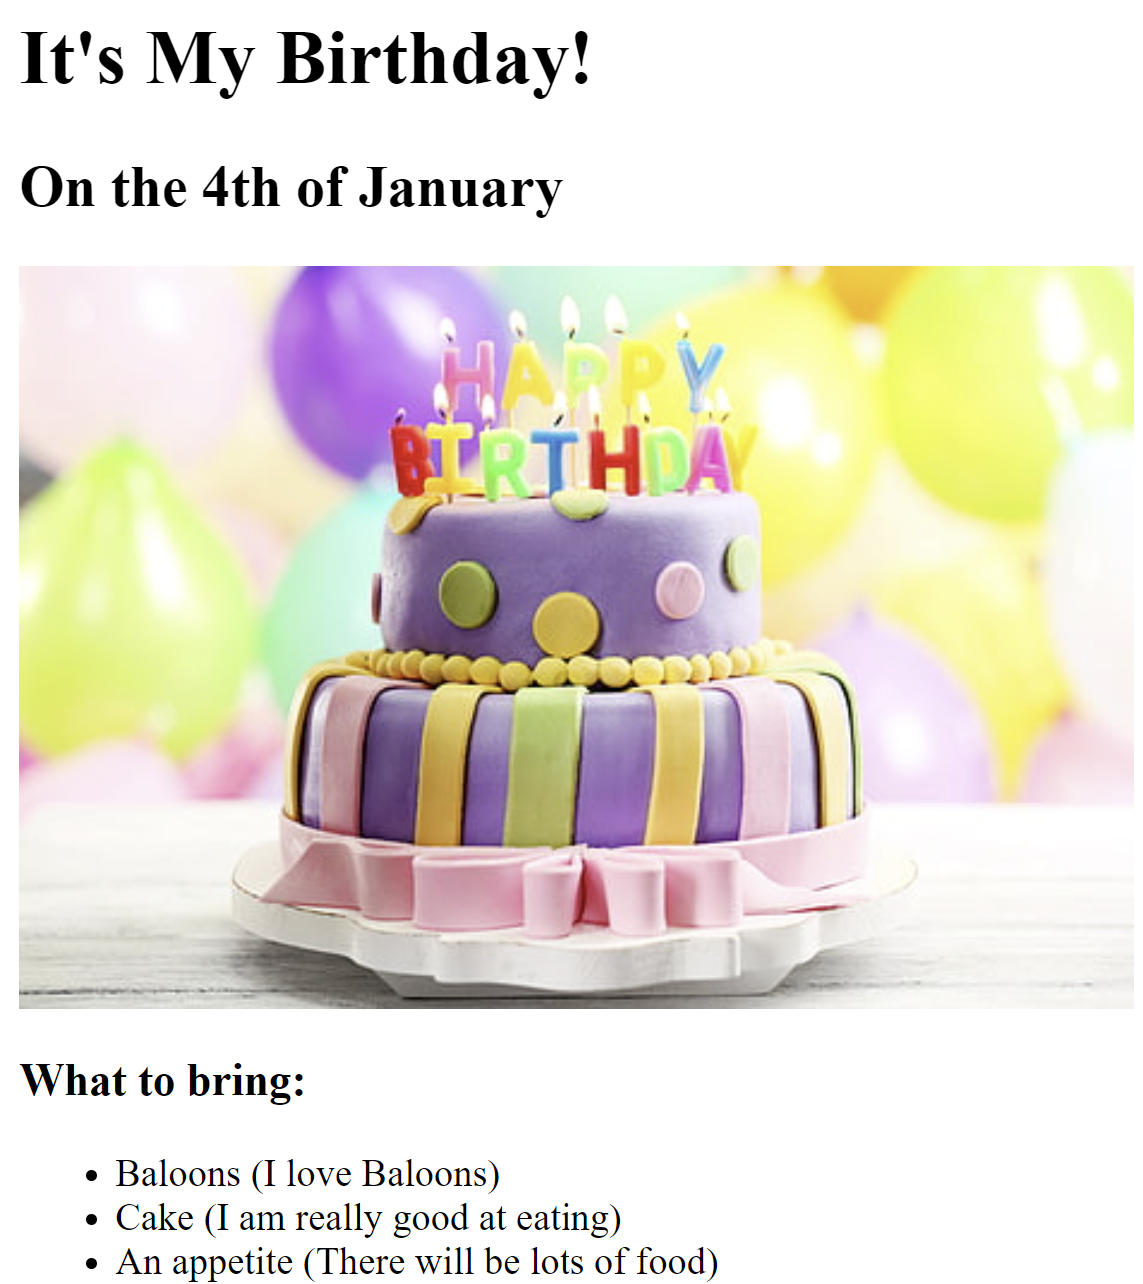 It's My Birthday!
On the 4th of January
HAPPY
BIRTHDAY
What to bring:
• Baloons (I love Baloons)
• Cake (I am really good at eating)
• An appetite (There will be lots of food)